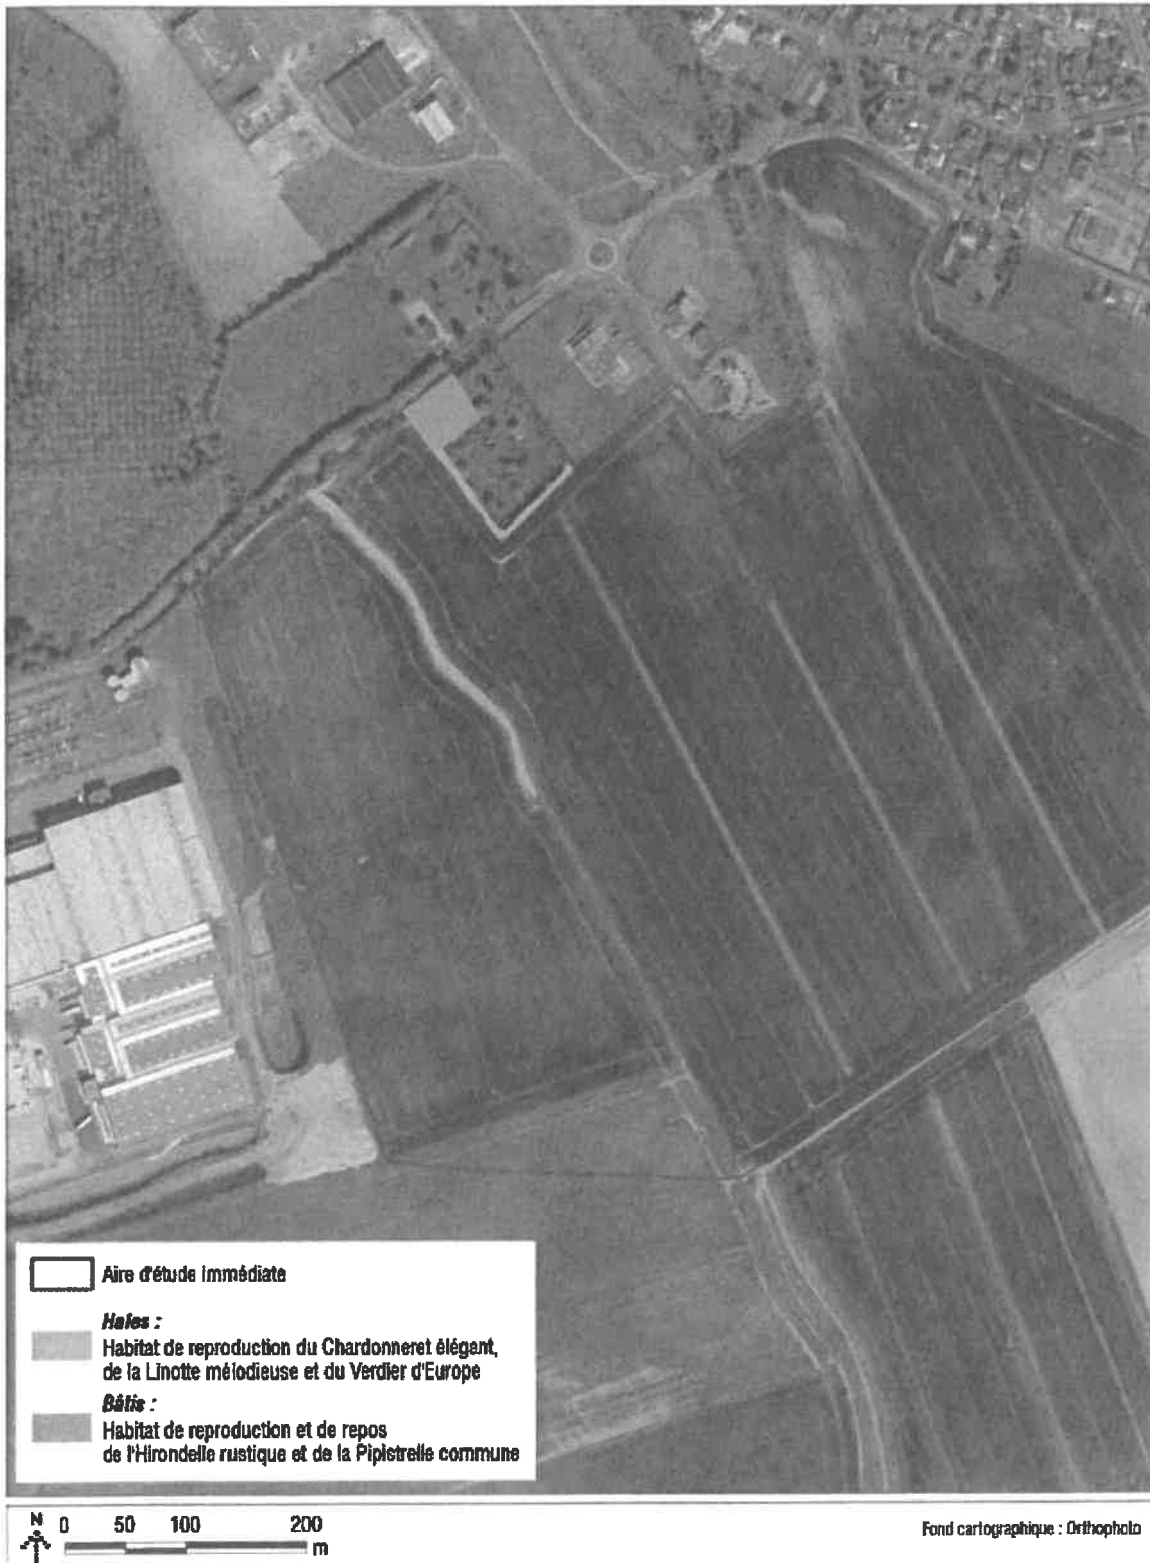 Aire d'étude immédiate
Haies :
Habitat de reproduction du Chardonneret élégant,
de la Linotte mélodieuse et du Verdier d'Europe
Bâtis :
Habitat de reproduction et de repos
de l'Hirondelle rustique et de la Pipistrelle commune
N 0 50 100 200
m
Fond cartographique : Orthophoto